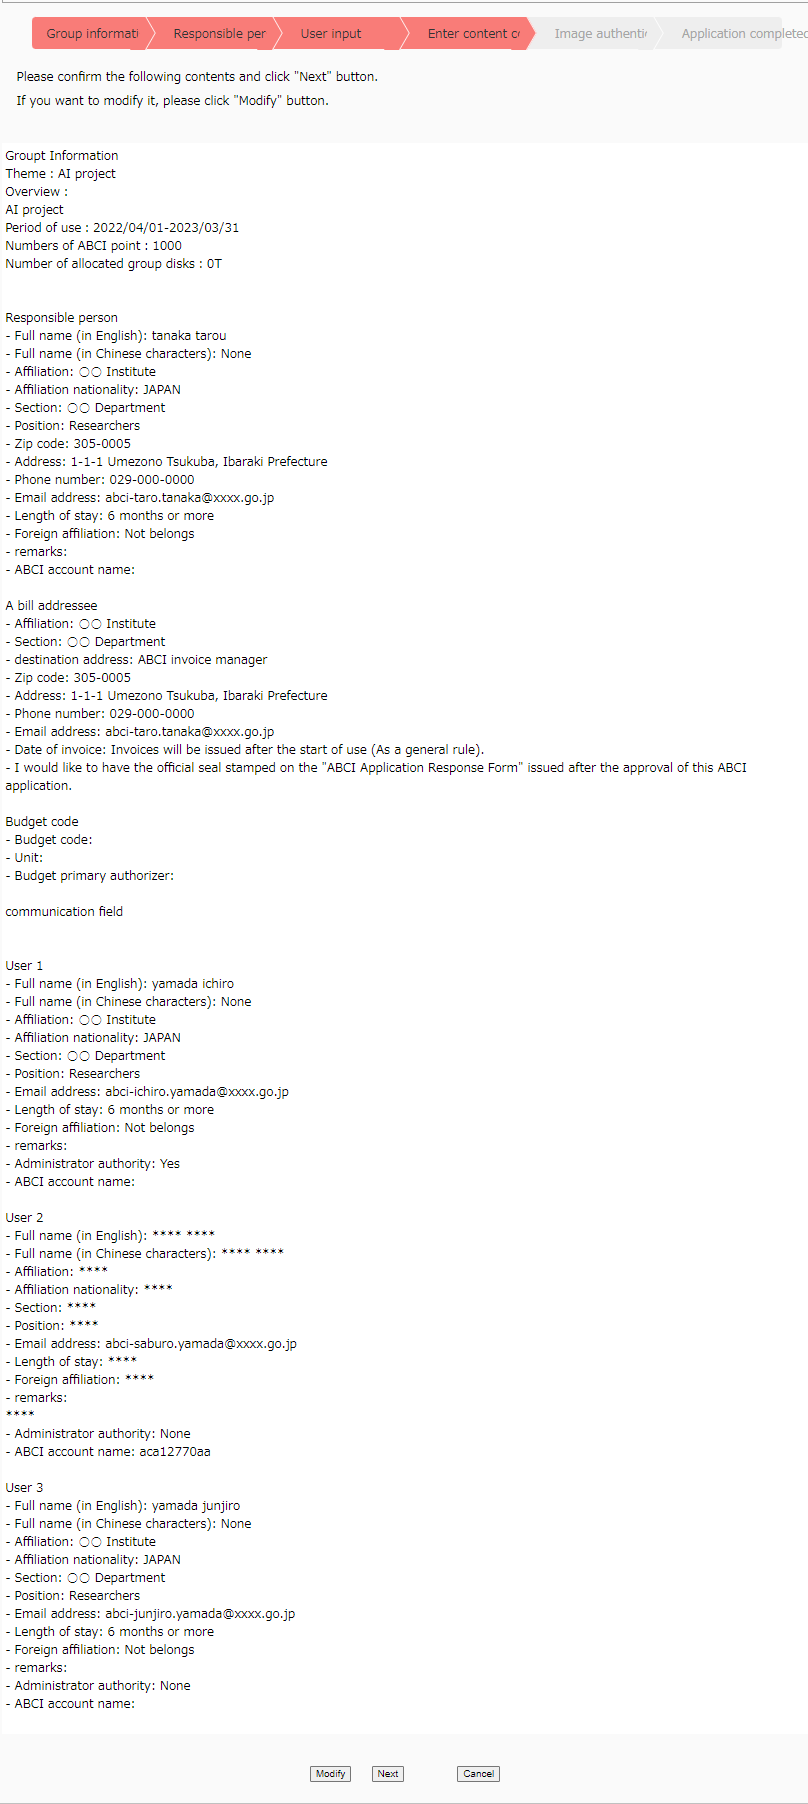 Group informati
Responsible per
User input
Enter content c
Image authenti
Application completed
Please confirm the following contents and click "Next" button.
If you want to modify it, please click "Modify" button.
Groupt Information
Theme : AI project
Overview :
AI project
Period of use : 2022/04/01-2023/03/31
Numbers of ABCI point : 1000
Number of allocated group disks : 0T
Responsible person
- Full name (in English): tanaka tarou
- Full name (in Chinese characters): None
- Affiliation: 〇〇 Institute
- Affiliation nationality: JAPAN
- Section: 〇〇 Department
- Position: Researchers
- Zip code: 305-0005
- Address: 1-1-1 Umezono Tsukuba, Ibaraki Prefecture
- Phone number: 029-000-0000
- Email address: abci-taro.tanaka@xxxx.go.jp
- Length of stay: 6 months or more
- Foreign affiliation: Not belongs
- remarks:
- ABCI account name:
A bill addressee
- Affiliation: 〇〇 Institute
- Section: 〇〇 Department
- destination address: ABCI invoice manager
- Zip code: 305-0005
- Address: 1-1-1 Umezono Tsukuba, Ibaraki Prefecture
- Phone number: 029-000-0000
- Email address: abci-taro.tanaka@xxxx.go.jp
- Date of invoice: Invoices will be issued after the start of use (As a general rule).
- I would like to have the official seal stamped on the "ABCI Application Response Form" issued after the approval of this ABCI
application.
Budget code
- Budget code:
- Unit:
- Budget primary authorizer:
communication field
User 1
- Full name (in English): yamada ichiro
- Full name (in Chinese characters): None
- Affiliation: 〇〇 Institute
- Affiliation nationality: JAPAN
- Section: 〇〇 Department
- Position: Researchers
- Email address: abci-ichiro.yamada@xxxx.go.jp
- Length of stay: 6 months or more
- Foreign affiliation: Not belongs
- remarks:
- Administrator authority: Yes
- ABCI account name:
User 2
- Full name (in English): **** ****
- Full name (in Chinese characters): **** ****
- Affiliation: ****
- Affiliation nationality: ****
- Section: ****
- Position: ****
- Email address: abci-saburo.yamada@xxxx.go.jp
- Length of stay: ****
- Foreign affiliation: ****
- remarks:
****
- Administrator authority: None
- ABCI account name: aca12770aa
User 3
- Full name (in English): yamada junjiro
- Full name (in Chinese characters): None
- Affiliation: 〇〇 Institute
- Affiliation nationality: JAPAN
- Section: 〇〇 Department
- Position: Researchers
- Email address: abci-junjiro.yamada@xxxx.go.jp
- Length of stay: 6 months or more
- Foreign affiliation: Not belongs
- remarks:
- Administrator authority: None
- ABCI account name:
Modify
Next
Cancel